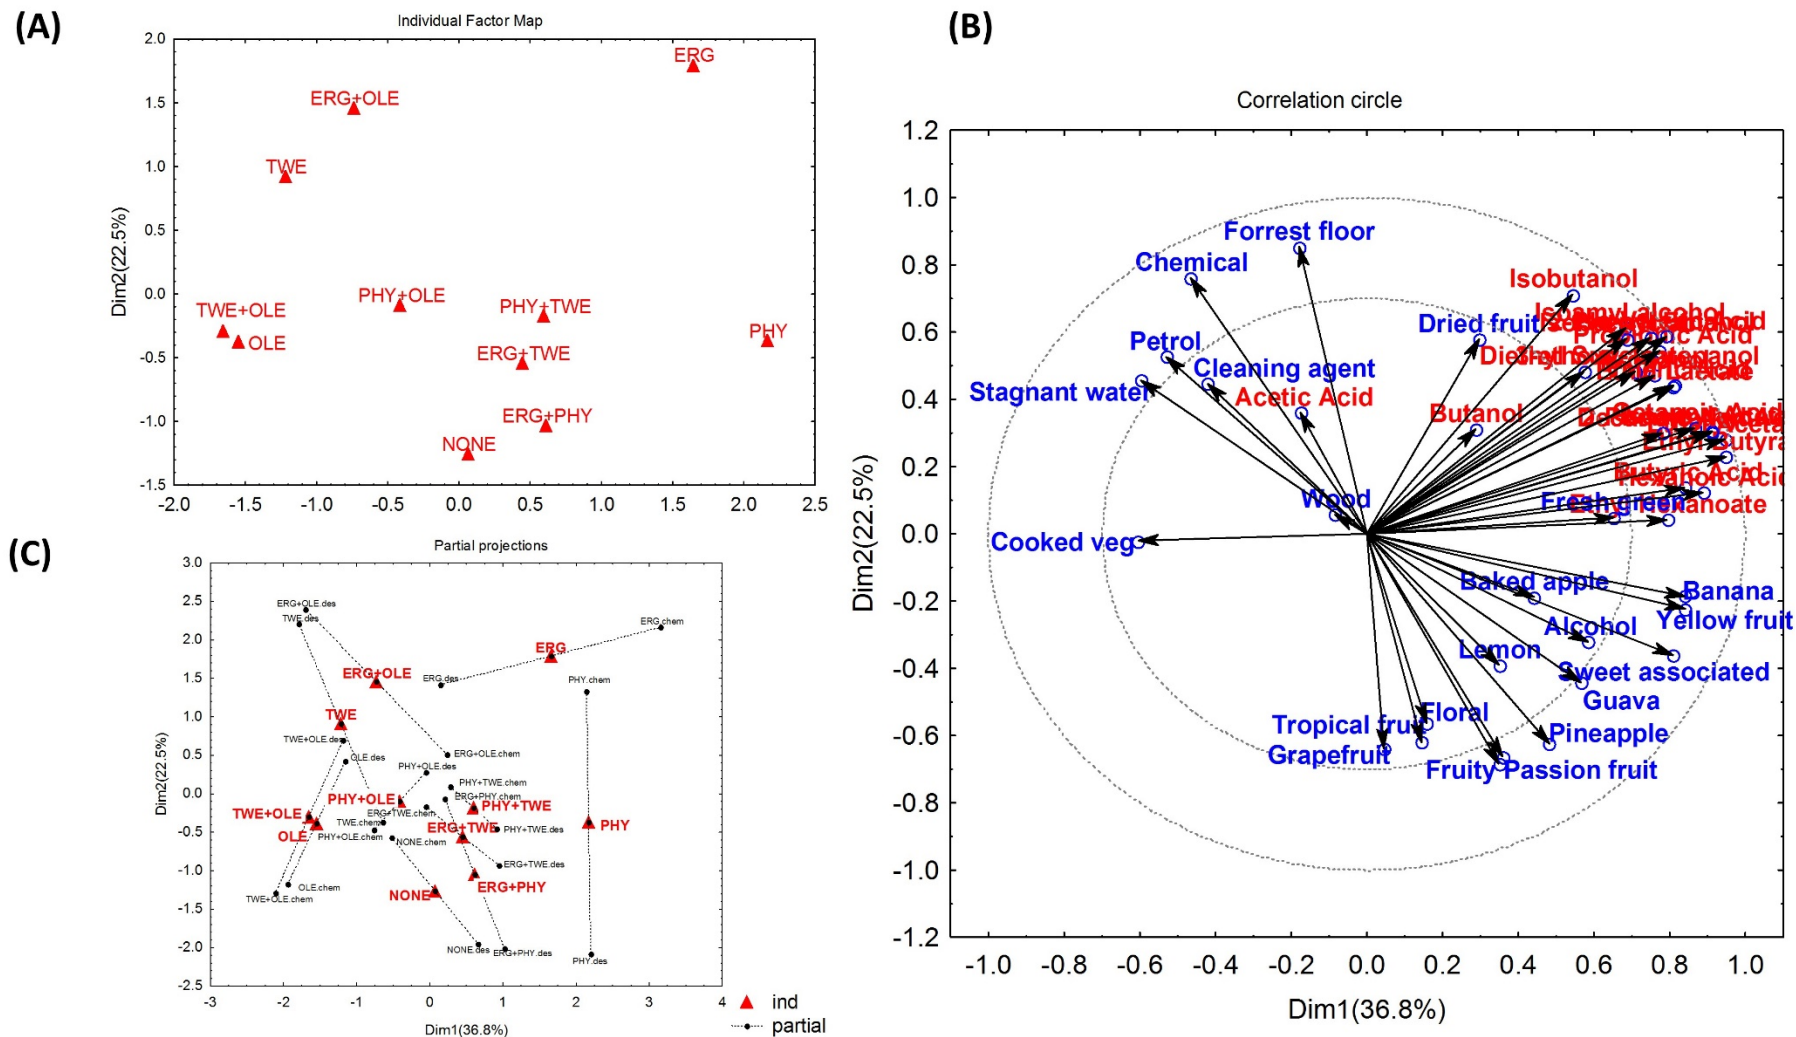 (A)
Individual Factor Map
2.0
1.5
1.0
0.5
0.0
-0.5
-1.0
-1.5
-2.0 -1.5 -1.0 -0.5 0.0 0.5 1.0 1.5 2.0 2.5
Dim2(22.5%)
ERG
ERG+OLE
TWE
TWE+OLE
OLE
PHY+OLE
PHY+TWE
PHY
ERG+TWE
ERG+PHY
NONE
(B)
Correlation circle
1.2
1.0
0.8
0.6
0.4
0.2
0.0
-0.2
-0.4
-0.6
-0.8
-1.0
-1.2
-1.0 -0.8 -0.6 -0.4 -0.2 0.0 0.2 0.4 0.6 0.8 1.0
Dim1(36.8%)
Dim2(22.5%)
Forrest floor
Chemical
Isobutanol
Isoamyl alcohol
Dried fruit
Petrol
Cleaning agent
Stagnant water
Acetic Acid
Butanol
Butyric Acid
Wood
Fresh green
Cooked veg
Baked apple
Banana
Yellow fruit
Alcohol
Lemon
Sweet associated
Guava
Tropical fruit
Floral
Grapefruit
Pineapple
Fruity Passion fruit
(C)
Partial projections
3.0
2.5
2.0
1.5
1.0
0.5
0.0
-0.5
-1.0
-1.5
-2.0
-2.5
-3 -2 -1 0 1 2 3 4
Dim1(36.8%)
Dim2(22.5%)
ERG+OLE.des
TWE.des
ERG.chem
ERG
ERG+OLE
ERG.des
PHY.chem
TWE
TWE+OLE.des
OLE.des
ERG+OLE.chem
PHY+OLE.des
PHY+TWE.chem
PHY+OLE
ERG+PHY.chem
PHY+TWE
TWE+OLE
ERG+TWE.chem
TWE.chem
ERG+TWE
PHY
OLE
PHY+OLE.chem
NONE.chem
PHY+TWE.des
ERG+TWE.des
OLE.chem
NONE
ERG+PHY
TWE+OLE.chem
NONE.des
ERG+PHY.des
PHY.des
ind
partial